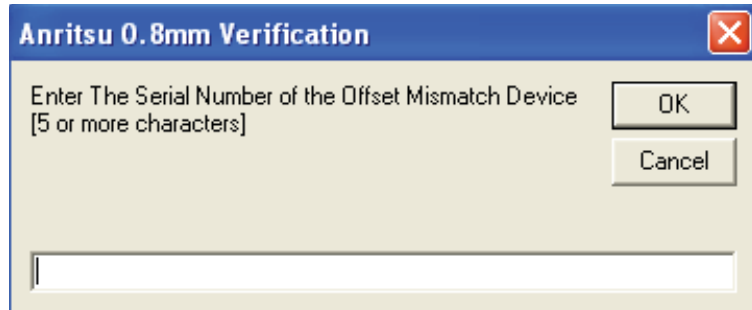 Anritsu 0.8mm Verification
Enter The Serial Number of the Offset Mismatch Device
[5 or more characters]
OK
Cancel